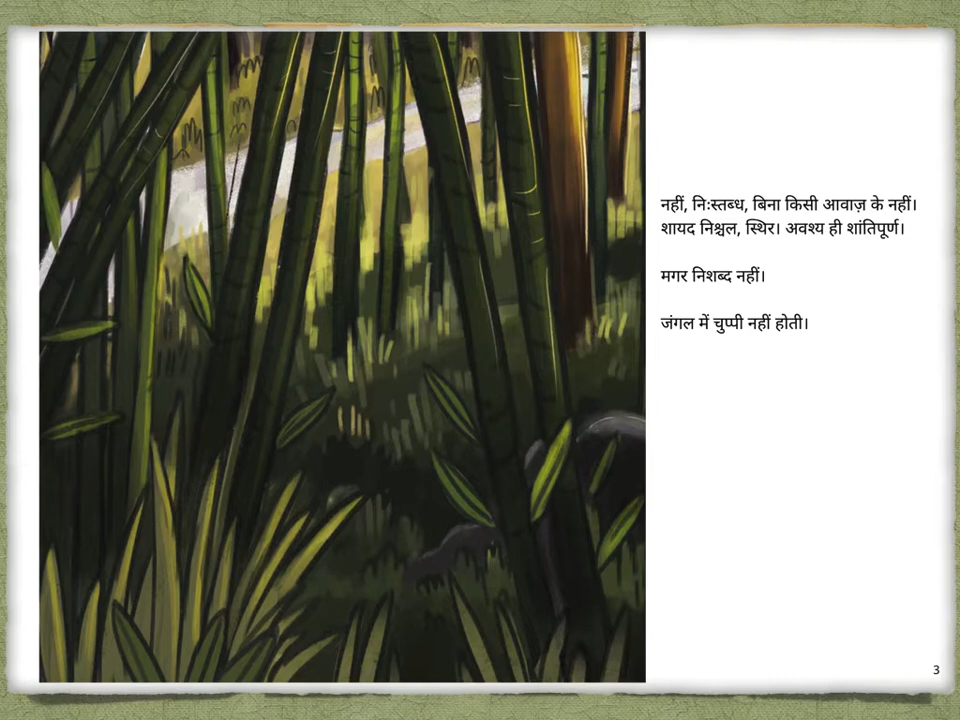 नहीं, निःस्तब्ध, बिना किसी आवाज़ के नहीं।
शायद निश्चल, स्थिर। अवश्य ही शांतिपूर्ण।
मगर निशब्द नहीं।
जंगल में चुप्पी नहीं होती।
3